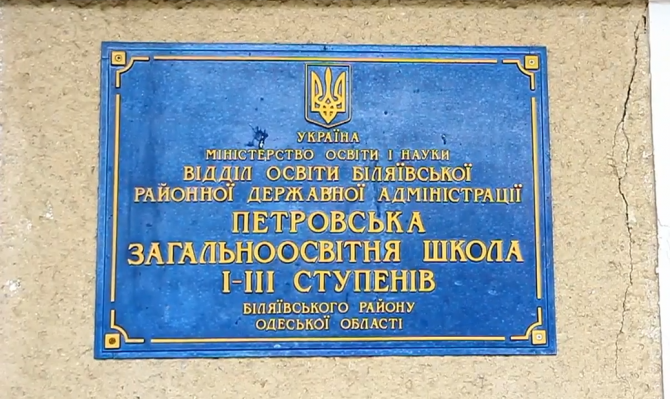 УКРАЇНА
МІНІСТЕРСТВО ОСВІТИ І НАУКИ
ВІДДІЛ ОСВІТИ БІЛЯЇВСЬКОЇ
РАЙОННОЇ ДЕРЖАВНОЇ АДМІНІСТРАЦІЇ
ПЕТРОВСЬКА
ЗАГАЛЬНООСВІТНЯ ШКОЛА
І-ІІІ СТУПЕНІВ
БІЛЯЇВСЬКОГО РАЙОНУ
ОДЕСЬКОЇ ОБЛАСТІ